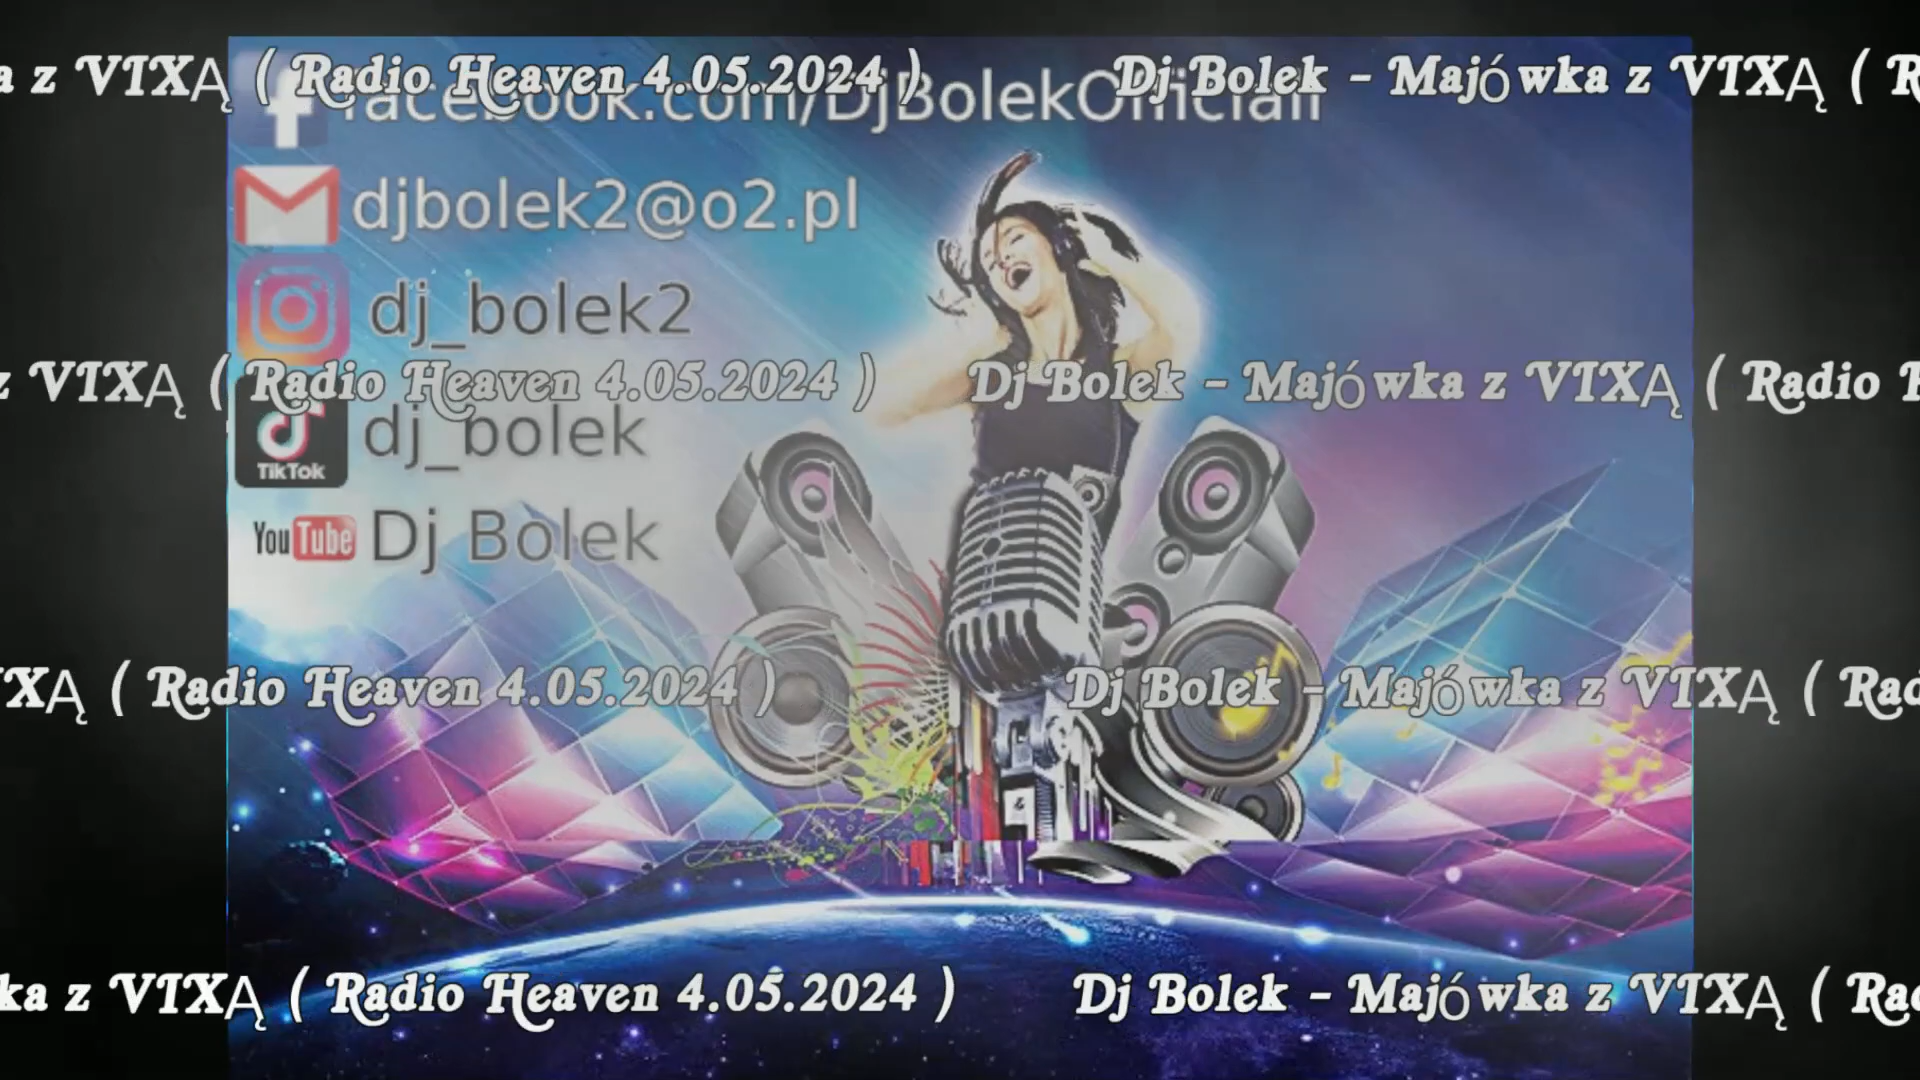 a z VIXĄ ( Radio Heaven 4.05.2024 ) Dj Bolek - Majówka z VIXĄ ( R
facebook.com/DjBolekOfficiall
djbolek2@o2.pl
dj_bolek2
z VIXĄ ( Radio Heaven 4.05.2024 ) Dj Bolek - Majówka z VIXĄ ( Radio H
dj_bolek
TikTok
YouTube Dj Bolek
XĄ ( Radio Heaven 4.05.2024 ) Dj Bolek - Majówka z VIXĄ ( Rad
ka z VIXĄ ( Radio Heaven 4.05.2024 ) Dj Bolek - Majówka z VIXĄ ( Rad